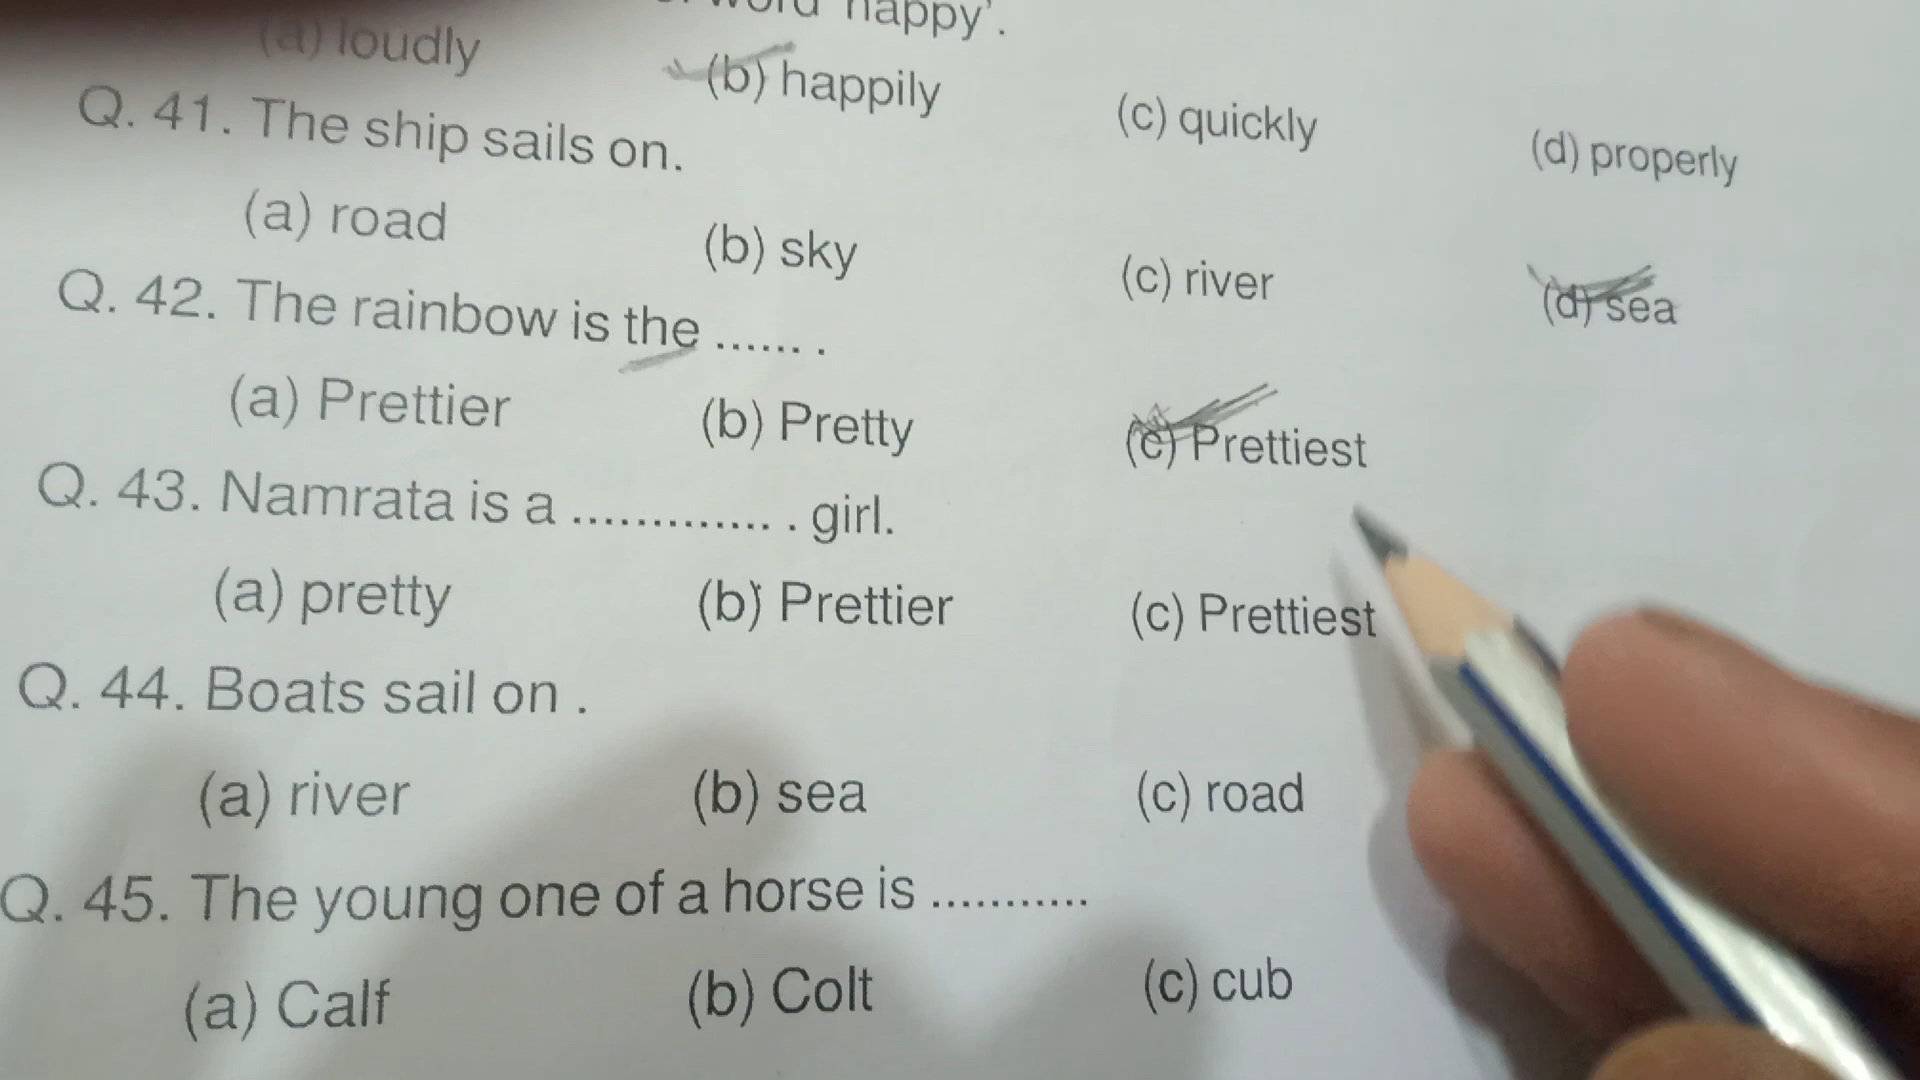 word 'happy'.
(a) loudly (b) happily (c) quickly (d) properly
Q. 41. The ship sails on.
(a) road (b) sky (c) river (d) sea
Q. 42. The rainbow is the ...... .
(a) Prettier (b) Pretty (c) Prettiest
Q. 43. Namrata is a ............. . girl.
(a) pretty (b) Prettier (c) Prettiest
Q. 44. Boats sail on .
(a) river (b) sea (c) road
Q. 45. The young one of a horse is ...........
(a) Calf (b) Colt (c) cub